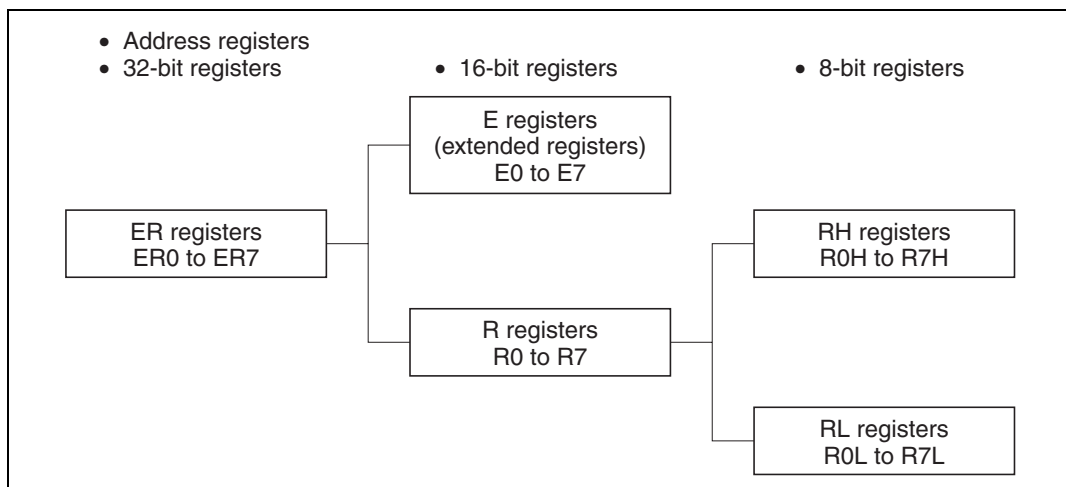 • Address registers
• 32-bit registers
• 16-bit registers
• 8-bit registers
E registers
(extended registers)
E0 to E7
ER registers
ER0 to ER7
RH registers
R0H to R7H
R registers
R0 to R7
RL registers
R0L to R7L